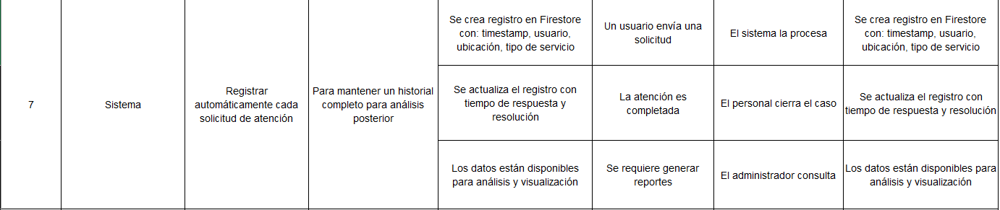 7
Sistema
Registrar
automáticamente cada
solicitud de atención
Para mantener un historial
completo para análisis
posterior
Se crea registro en Firestore
con: timestamp, usuario,
ubicación, tipo de servicio
Un usuario envía una
solicitud
El sistema la procesa
Se crea registro en Firestore
con: timestamp, usuario,
ubicación, tipo de servicio
Se actualiza el registro con
tiempo de respuesta y
resolución
La atención es
completada
El personal cierra el caso
Se actualiza el registro con
tiempo de respuesta y resolución
Los datos están disponibles
para análisis y visualización
Se requiere generar
reportes
El administrador consulta
Los datos están disponibles para
análisis y visualización